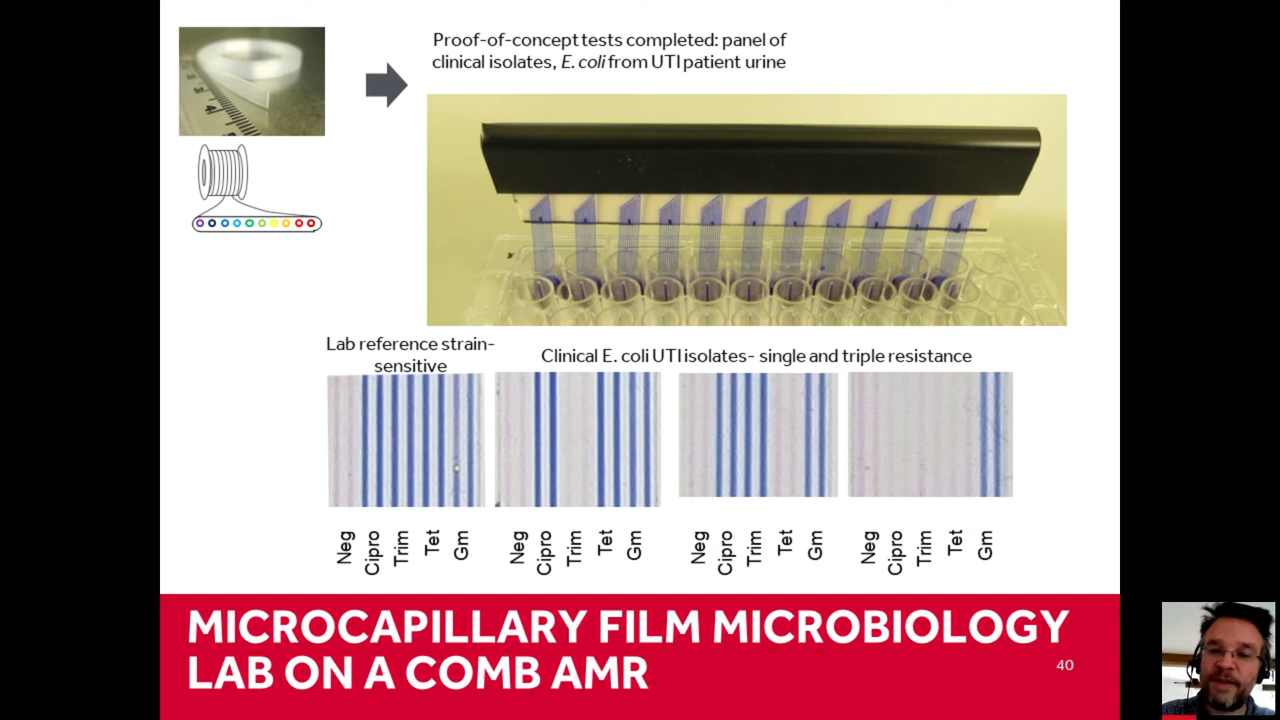 Proof-of-concept tests completed: panel of
clinical isolates, E. coli from UTI patient urine
Lab reference strain-
sensitive
Clinical E. coli UTI isolates- single and triple resistance
Neg
Cipro
Trim
Tet
Gm
Neg
Cipro
Trim
Tet
Gm
Neg
Cipro
Trim
Tet
Gm
Neg
Cipro
Trim
Tet
Gm
MICROCAPILLARY FILM MICROBIOLOGY
LAB ON A COMB AMR
40